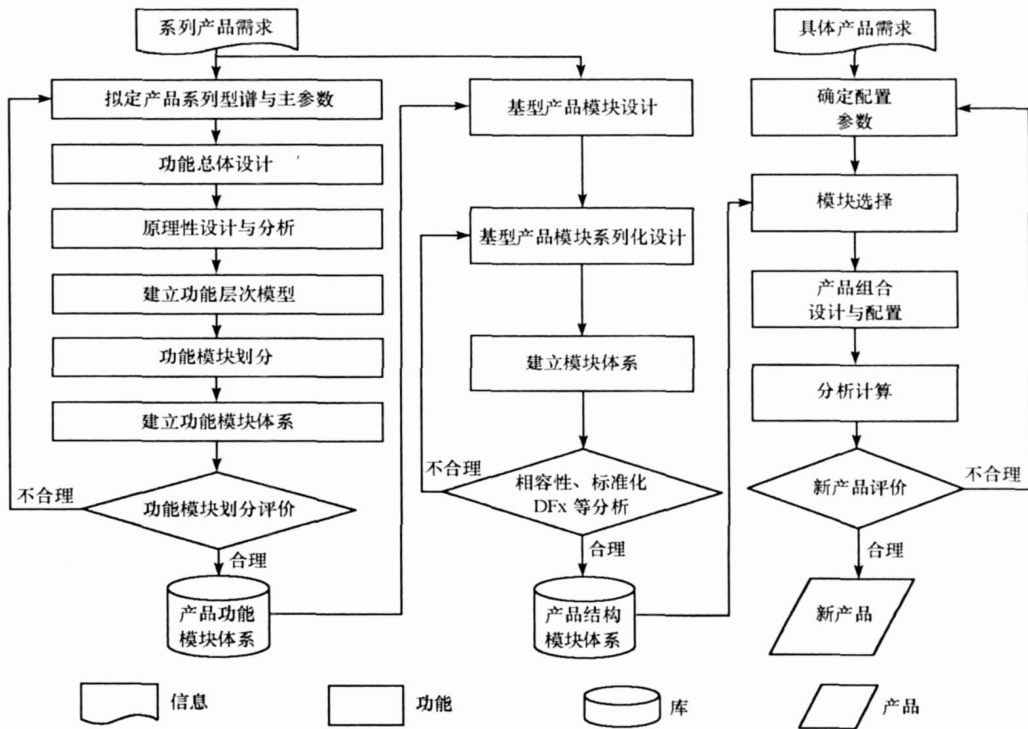 系列产品需求
拟定产品系列型谱与主参数
功能总体设计
原理性设计与分析
建立功能层次模型
功能模块划分
建立功能模块体系
不合理
功能模块划分评价
合理
产品功能
模块体系
基型产品模块设计
基型产品模块系列化设计
建立模块体系
不合理
相容性、标准化
DFx 等分析
合理
产品结构
模块体系
具体产品需求
确定配置
参数
模块选择
产品组合
设计与配置
分析计算
新产品评价
不合理
合理
新产品
信息
功能
库
产品